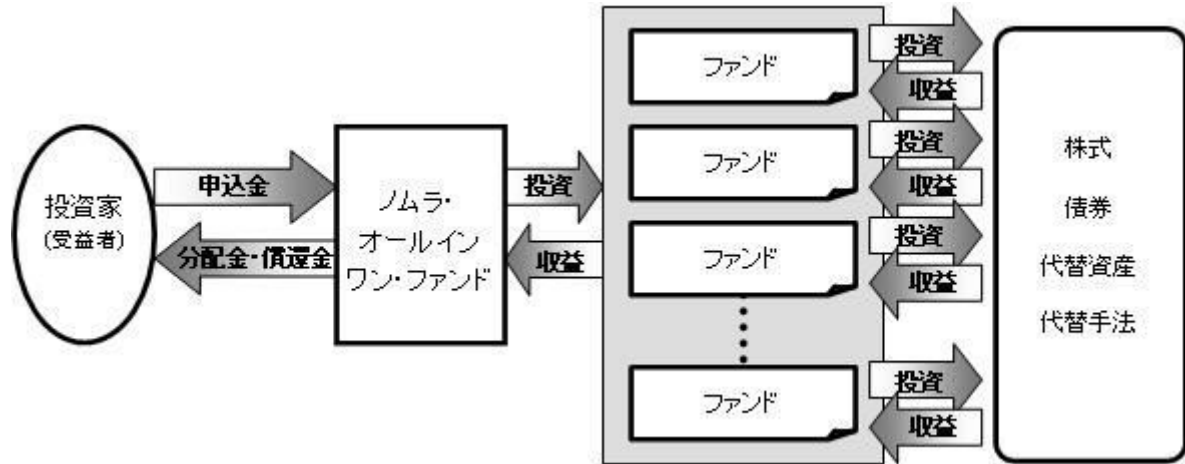 投資家
(受益者)
申込金
分配金・償還金
ノムラ・
オールイン
ワン・ファンド
投資
収益
ファンド
投資
収益
ファンド
投資
収益
ファンド
投資
収益
ファンド
投資
収益
株式
債券
代替資産
代替手法